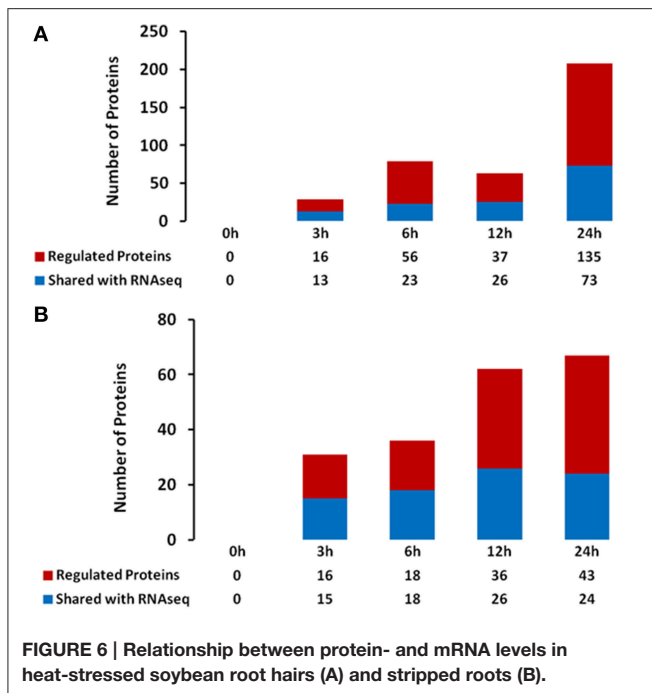 A
250
200
150
100
50
0
Number of Proteins
0h 3h 6h 12h 24h
Regulated Proteins 0 16 56 37 135
Shared with RNAseq 0 13 23 26 73
B
80
60
40
20
0
Number of Proteins
0h 3h 6h 12h 24h
Regulated Proteins 0 16 18 36 43
Shared with RNAseq 0 15 18 26 24
FIGURE 6 | Relationship between protein- and mRNA levels in
heat-stressed soybean root hairs (A) and stripped roots (B).